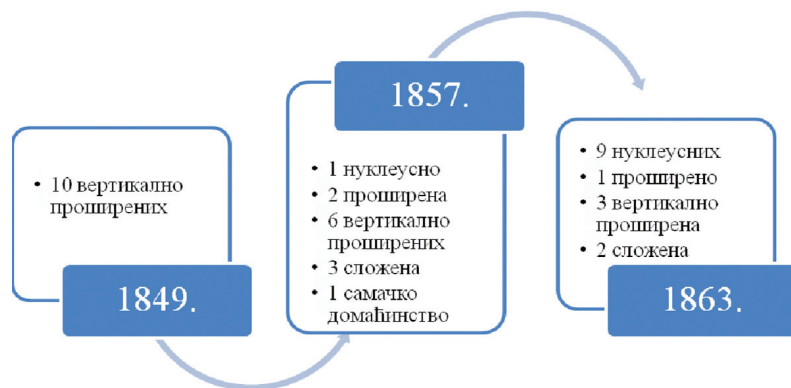 • 10 вертикално
проширених
1849.
1857.
• 1 нуклеусно
• 2 проширена
• 6 вертикално
проширених
• 3 сложена
• 1 самачко
домаћинство
• 9 нуклеусних
• 1 проширено
• 3 вертикално
проширена
• 2 сложена
1863.